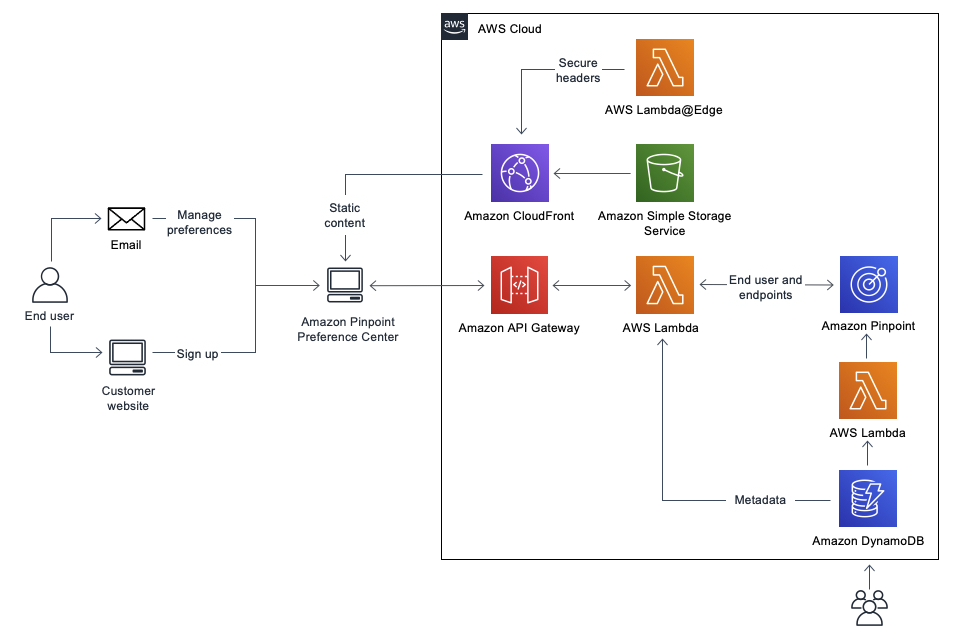 aws
AWS Cloud
Secure
headers
AWS Lambda@Edge
Amazon CloudFront
Amazon Simple Storage
Service
Static
content
Manage
preferences
Email
End user
Sign up
Customer
website
Amazon Pinpoint
Preference Center
Amazon API Gateway
</>
AWS Lambda
End user and
endpoints
Amazon Pinpoint
AWS Lambda
Metadata
Amazon DynamoDB